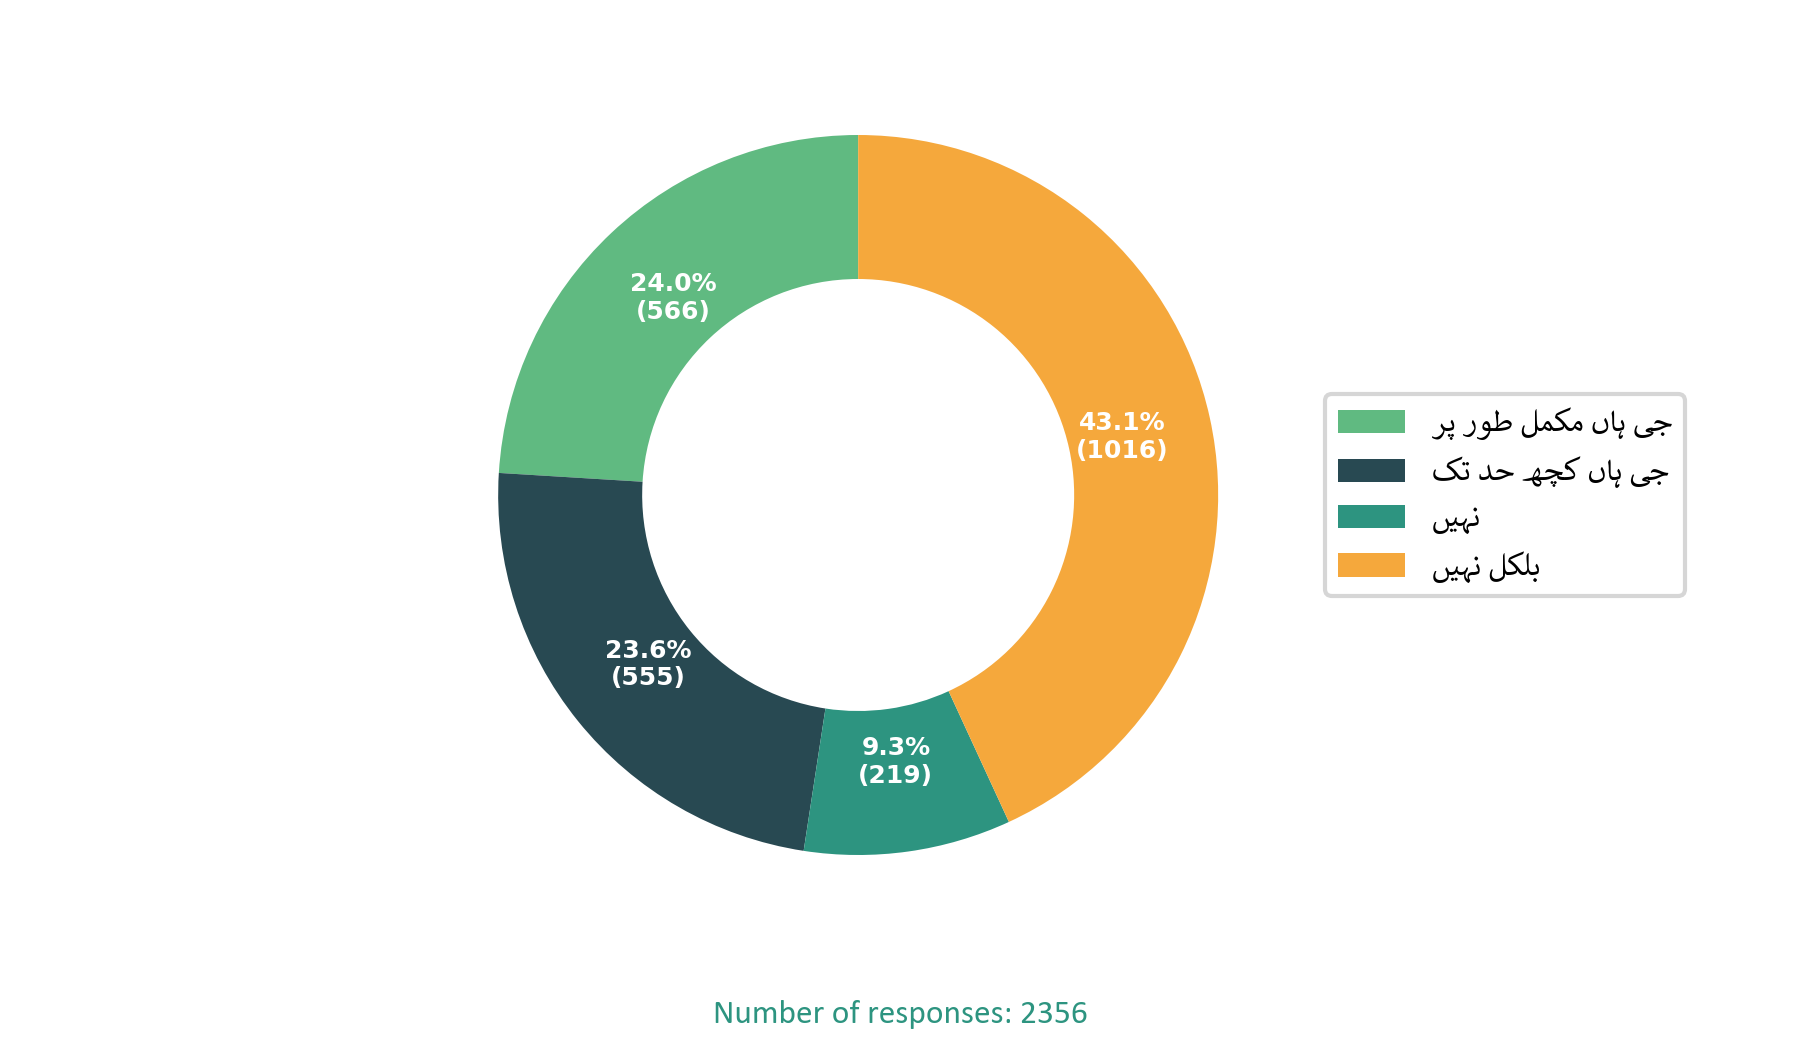 24.0%
(566)
43.1%
(1016)
23.6%
(555)
9.3%
(219)
جی ہاں مکمل طور پر
جی ہاں کچھ حد تک
نہیں
بلکل نہیں
Number of responses: 2356